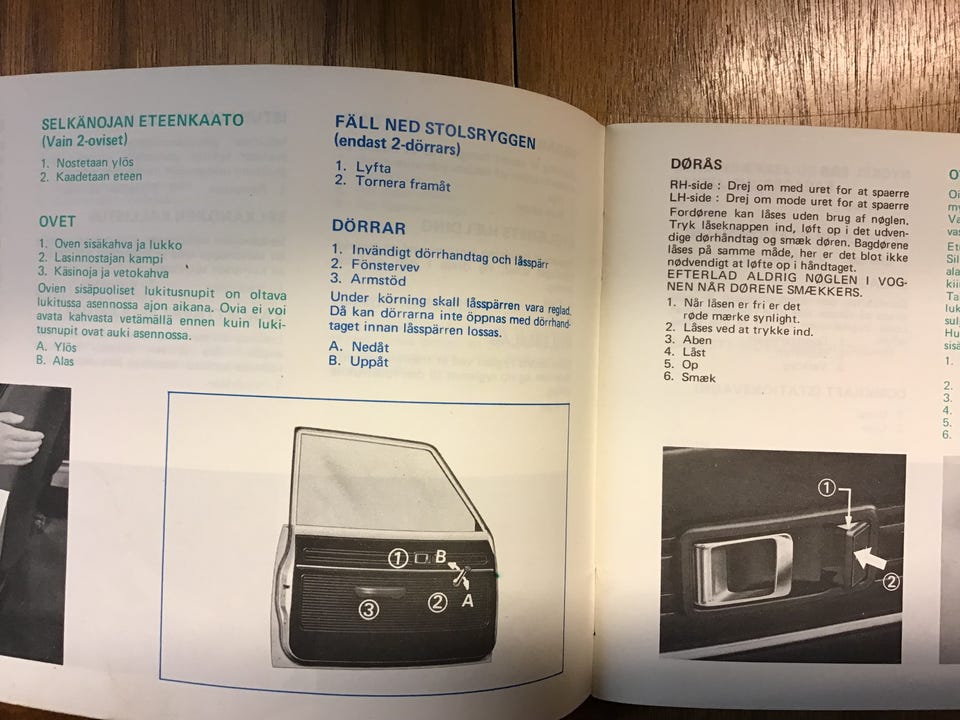 SELKÄNOJAN ETEENKAATO
(Vain 2-oviset)
1. Nostetaan ylös
2. Kaadetaan eteen
OVET
1. Oven sisäkahva ja lukko
2. Lasinnostajan kampi
3. Käsinoja ja vetokahva
Ovien sisäpuoliset lukitusnupit on oltava
lukitussa asennossa ajon aikana. Ovia ei voi
avata kahvasta vetämällä ennen kuin luki-
tusnupit ovat auki asennossa.
A. Ylös
B. Alas
FÄLL NED STOLSRYGGEN
(endast 2-dörrars)
1. Lyfta
2. Tornera framåt
DÖRRAR
1. Invändigt dörrhandtag och låsspärr
2. Fönstervev
3. Armstöd
Under körning skall låsspärren vara reglad.
Då kan dörrarna inte öppnas med dörrhand-
taget innan låsspärren lossas.
A. Nedåt
B. Uppåt
1 B
2 A
3
DØRÅS
RH-side : Drej om med uret for at spaerre
LH-side : Drej om mode uret for at spaerre
Fordørene kan låses uden brug af nøglen.
Tryk låseknappen ind, løft op i det udven-
dige dørhåndtag og smæk døren. Bagdørene
låses på samme måde, her er det blot ikke
nødvendigt at løfte op i håndtaget.
EFTERLAD ALDRIG NØGLEN I VOG-
NEN NÅR DØRENE SMÆKKERS.
1. Når låsen er fri er det
røde mærke synlight.
2. Låses ved at trykke ind.
3. Aben
4. Låst
5. Op
6. Smæk
1
2
1.
2.
3.
4.
5.
6.